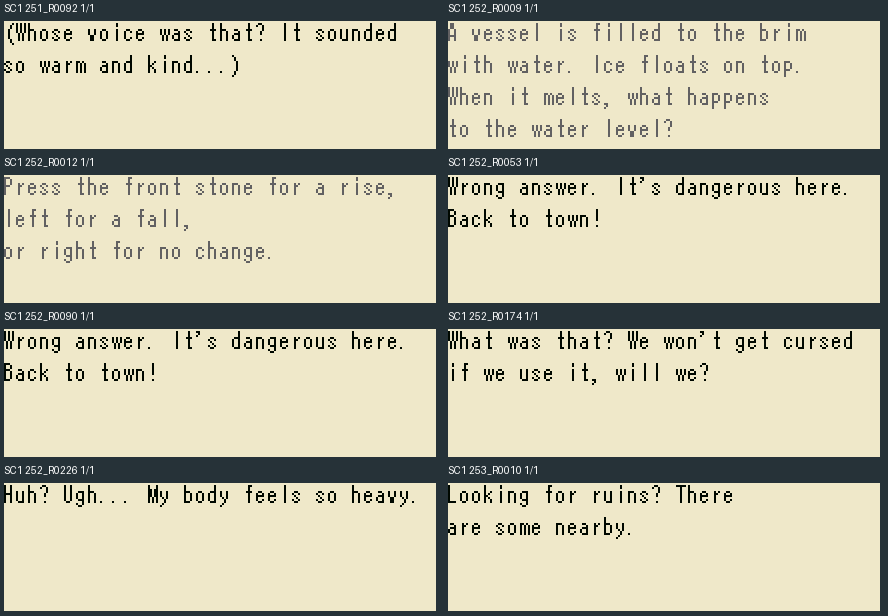 SC1251_R0092 1/1
(Whose voice was that? It sounded
so warm and kind...)
SC1252_R0009 1/1
A vessel is filled to the brim
with water. Ice floats on top.
When it melts, what happens
to the water level?
SC1252_R0012 1/1
Press the front stone for a rise,
left for a fall,
or right for no change.
SC1252_R0053 1/1
Wrong answer. It's dangerous here.
Back to town!
SC1252_R0090 1/1
Wrong answer. It's dangerous here.
Back to town!
SC1252_R0174 1/1
What was that? We won't get cursed
if we use it, will we?
SC1252_R0226 1/1
Huh? Ugh... My body feels so heavy.
SC1253_R0010 1/1
Looking for ruins? There
are some nearby.